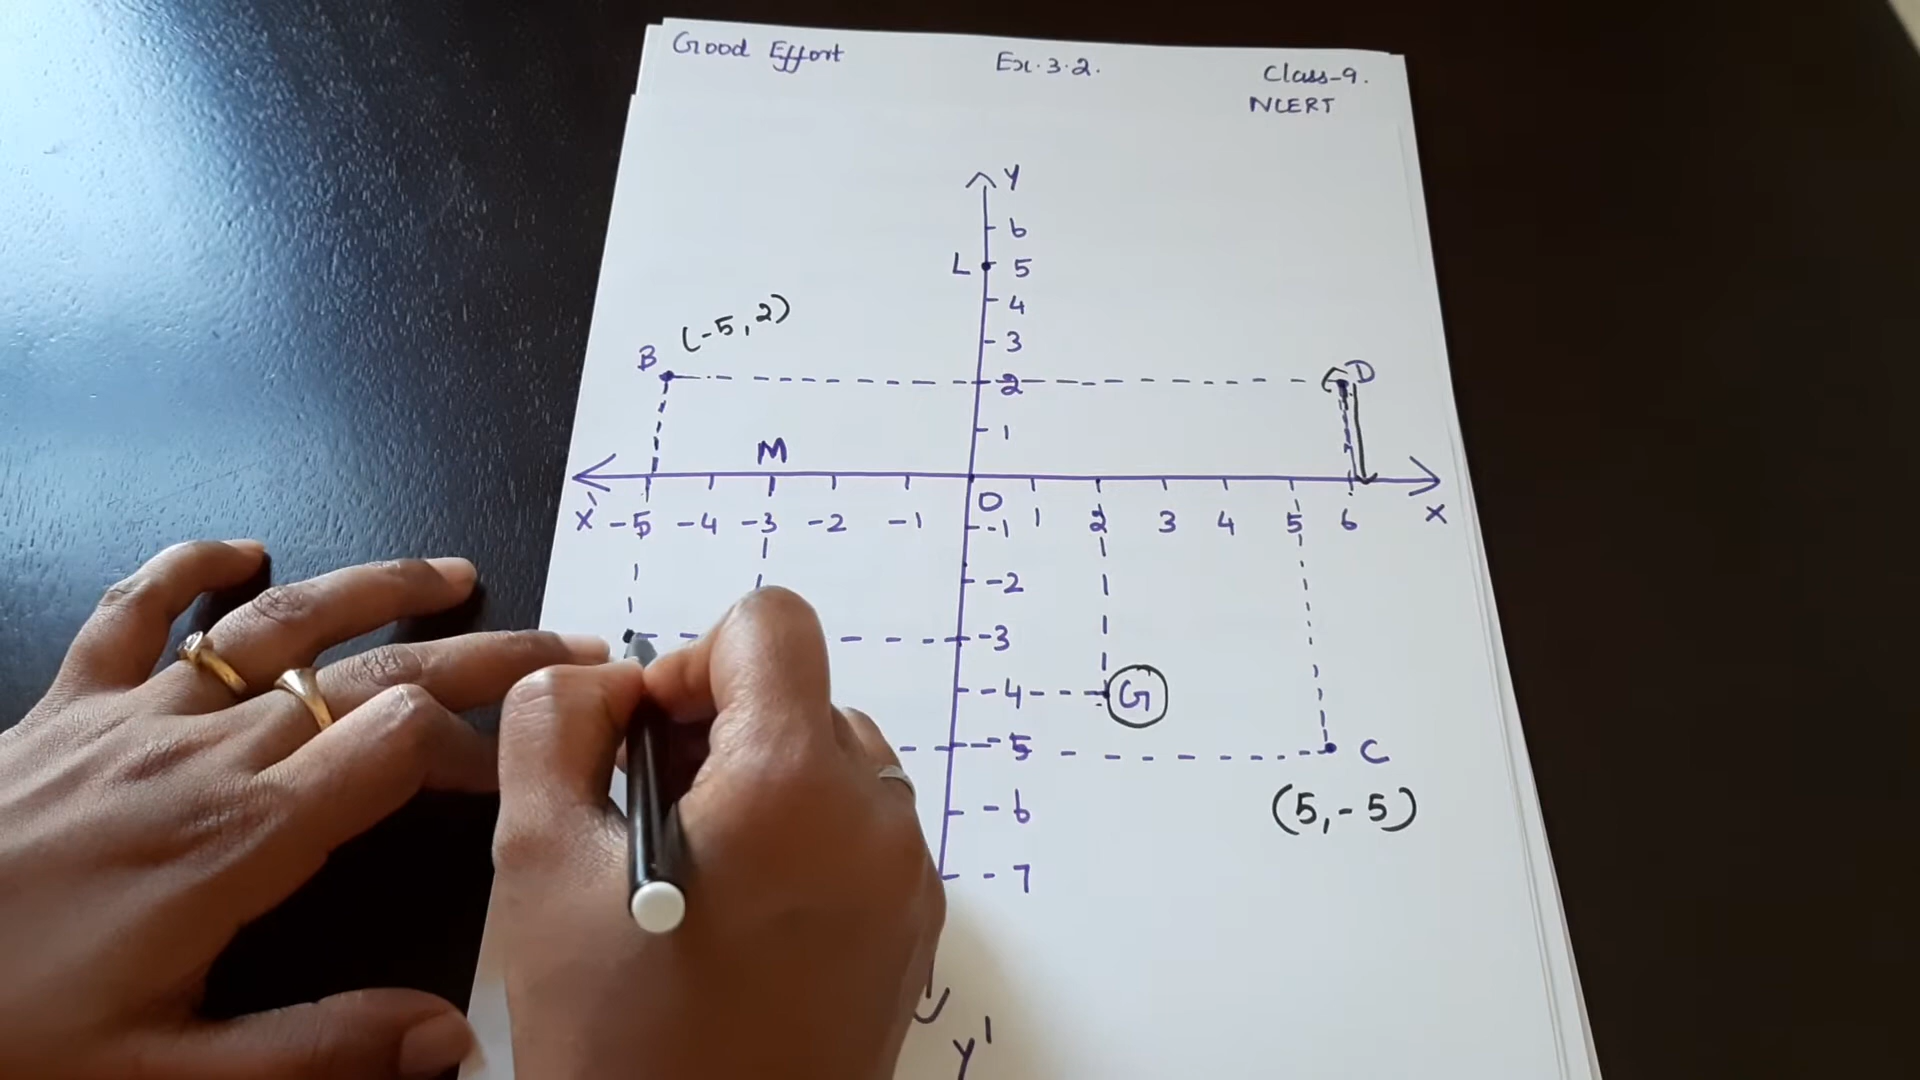 Good Effort Ex.3.2. Class-9.
NCERT
Y
6
L 5
4
(-5,2) 3
B 2 D
1
M
X' -5 -4 -3 -2 -1 O 1 2 3 4 5 6 X
-1
-2
-3
-4 G
-5 C
(5,-5)
-6
-7
Y'